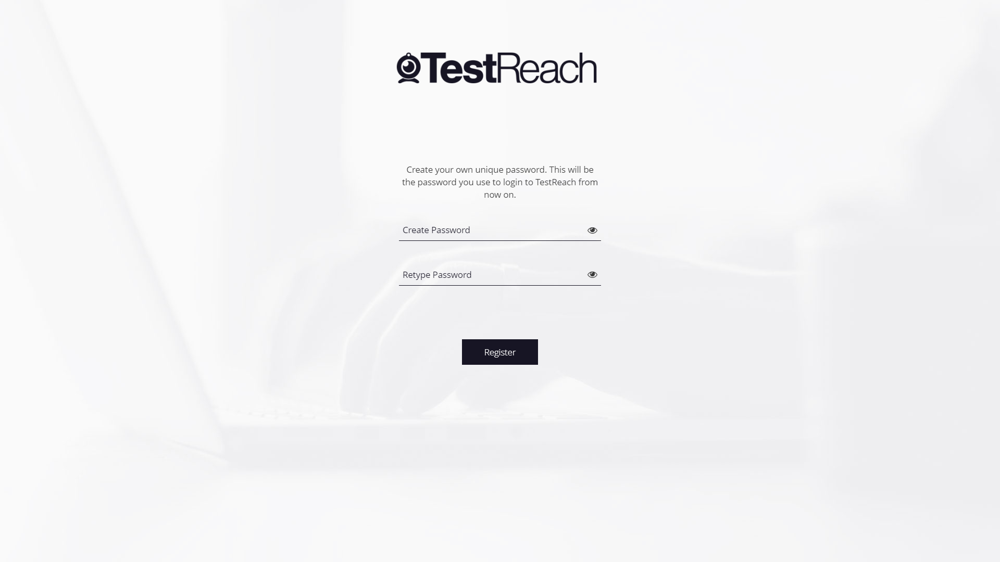 TestReach
Create your own unique password. This will be
the password you use to login to TestReach from
now on.
Create Password
Retype Password
Register